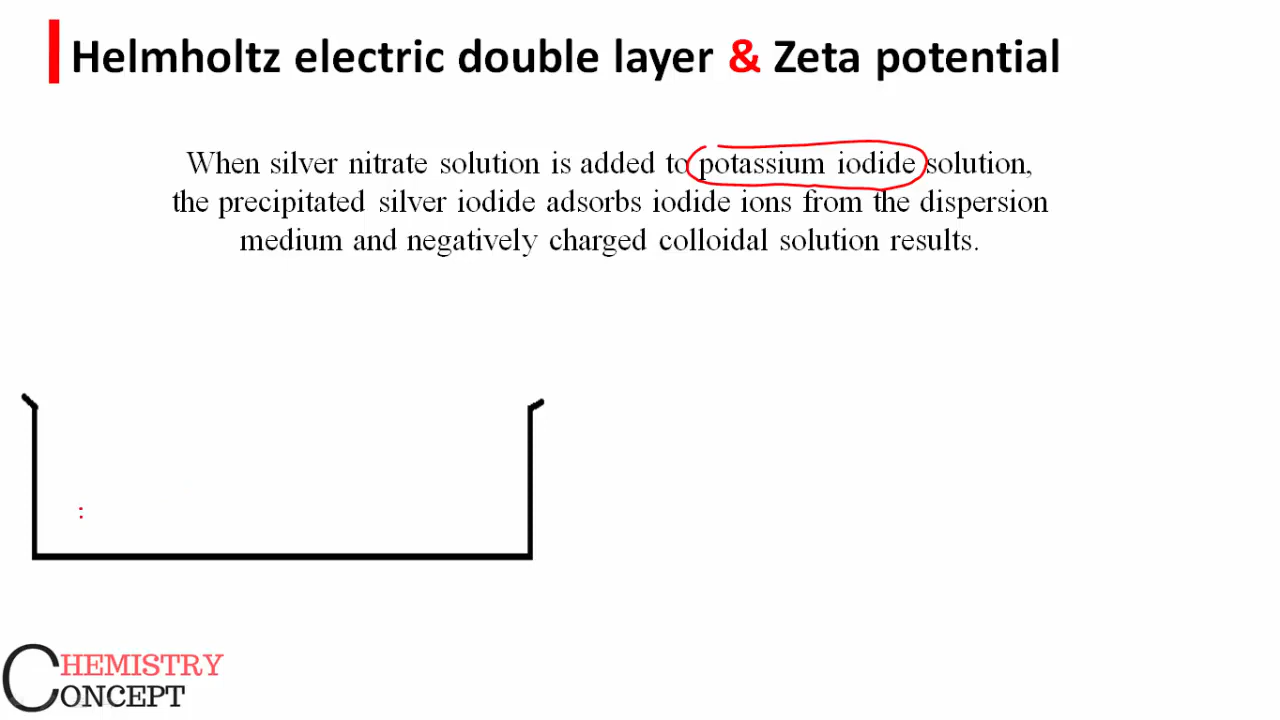 Helmholtz electric double layer & Zeta potential
When silver nitrate solution is added to potassium iodide solution,
the precipitated silver iodide adsorbs iodide ions from the dispersion
medium and negatively charged colloidal solution results.
:
CHEMISTRY
CONCEPT